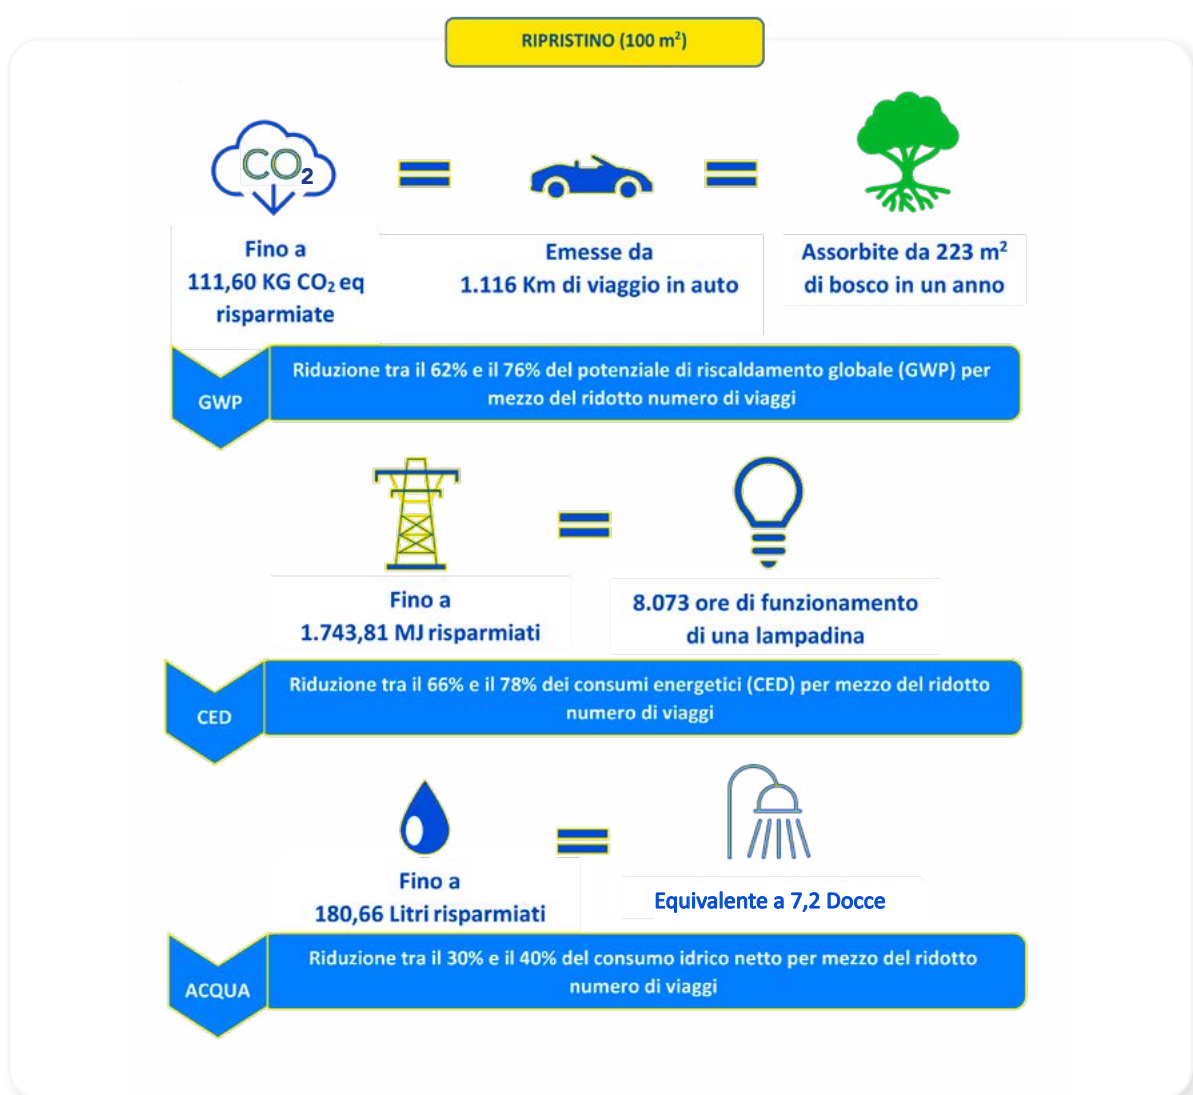 RIPRISTINO (100 m²)
CO₂
Fino a
111,60 KG CO₂ eq
risparmiate
Emesse da
1.116 Km di viaggio in auto
Assorbite da 223 m²
di bosco in un anno
GWP
Riduzione tra il 62% e il 76% del potenziale di riscaldamento globale (GWP) per
mezzo del ridotto numero di viaggi
Fino a
1.743,81 MJ risparmiati
8.073 ore di funzionamento
di una lampadina
CED
Riduzione tra il 66% e il 78% dei consumi energetici (CED) per mezzo del ridotto
numero di viaggi
Fino a
180,66 Litri risparmiati
Equivalente a 7,2 Docce
ACQUA
Riduzione tra il 30% e il 40% del consumo idrico netto per mezzo del ridotto
numero di viaggi